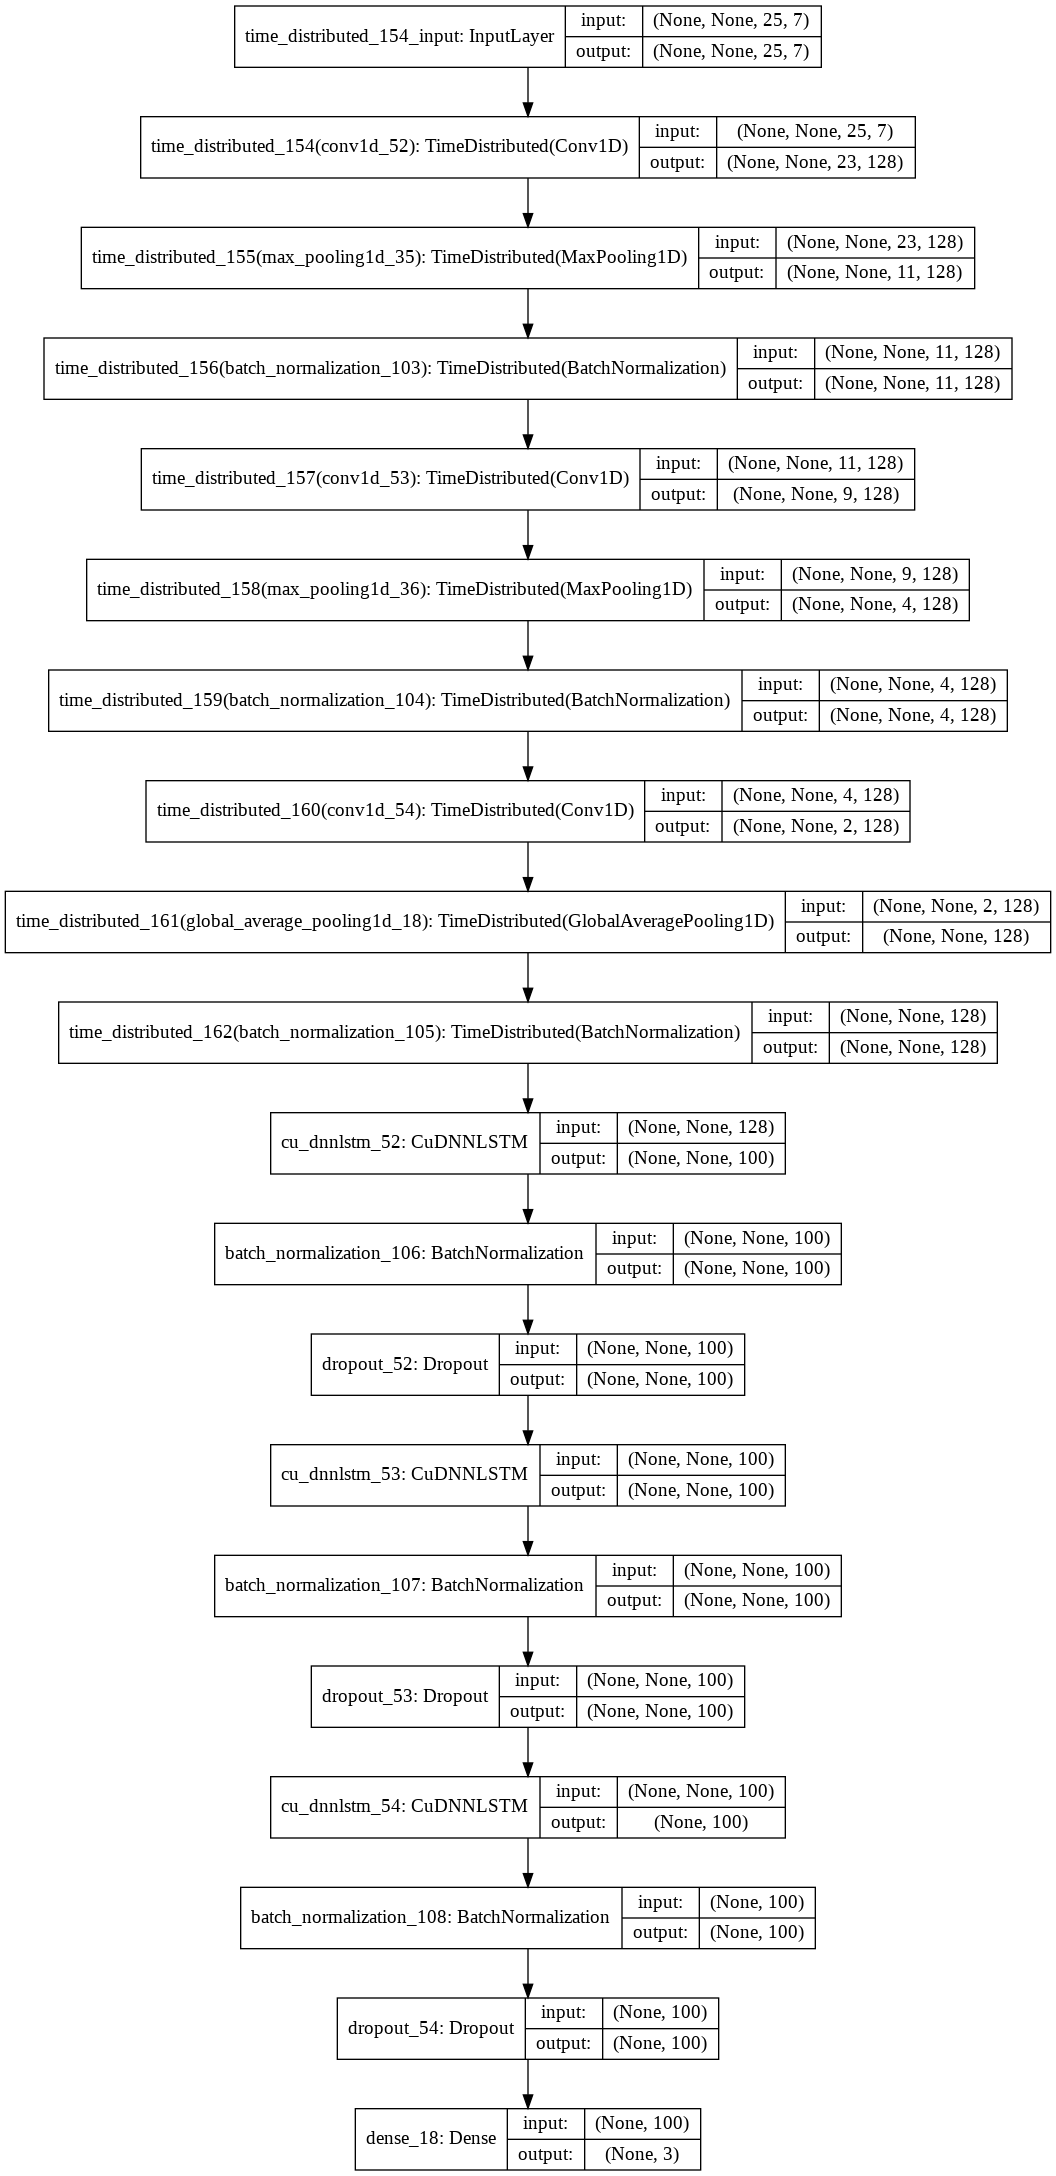 time_distributed_154_input: InputLayer
input: (None, None, 25, 7)
output: (None, None, 25, 7)
time_distributed_154(conv1d_52): TimeDistributed(Conv1D)
input: (None, None, 25, 7)
output: (None, None, 23, 128)
time_distributed_155(max_pooling1d_35): TimeDistributed(MaxPooling1D)
input: (None, None, 23, 128)
output: (None, None, 11, 128)
time_distributed_156(batch_normalization_103): TimeDistributed(BatchNormalization)
input: (None, None, 11, 128)
output: (None, None, 11, 128)
time_distributed_157(conv1d_53): TimeDistributed(Conv1D)
input: (None, None, 11, 128)
output: (None, None, 9, 128)
time_distributed_158(max_pooling1d_36): TimeDistributed(MaxPooling1D)
input: (None, None, 9, 128)
output: (None, None, 4, 128)
time_distributed_159(batch_normalization_104): TimeDistributed(BatchNormalization)
input: (None, None, 4, 128)
output: (None, None, 4, 128)
time_distributed_160(conv1d_54): TimeDistributed(Conv1D)
input: (None, None, 4, 128)
output: (None, None, 2, 128)
time_distributed_161(global_average_pooling1d_18): TimeDistributed(GlobalAveragePooling1D)
input: (None, None, 2, 128)
output: (None, None, 128)
time_distributed_162(batch_normalization_105): TimeDistributed(BatchNormalization)
input: (None, None, 128)
output: (None, None, 128)
cu_dnnlstm_52: CuDNNLSTM
input: (None, None, 128)
output: (None, None, 100)
batch_normalization_106: BatchNormalization
input: (None, None, 100)
output: (None, None, 100)
dropout_52: Dropout
input: (None, None, 100)
output: (None, None, 100)
cu_dnnlstm_53: CuDNNLSTM
input: (None, None, 100)
output: (None, None, 100)
batch_normalization_107: BatchNormalization
input: (None, None, 100)
output: (None, None, 100)
dropout_53: Dropout
input: (None, None, 100)
output: (None, None, 100)
cu_dnnlstm_54: CuDNNLSTM
input: (None, None, 100)
output: (None, 100)
batch_normalization_108: BatchNormalization
input: (None, 100)
output: (None, 100)
dropout_54: Dropout
input: (None, 100)
output: (None, 100)
dense_18: Dense
input: (None, 100)
output: (None, 3)